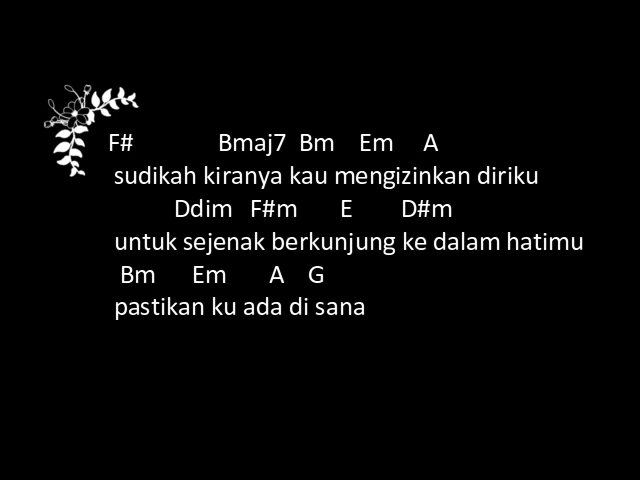 F# Bmaj7 Bm Em A
sudikah kiranya kau mengizinkan diriku
Ddim F#m E D#m
untuk sejenak berkunjung ke dalam hatimu
Bm Em A G
pastikan ku ada di sana